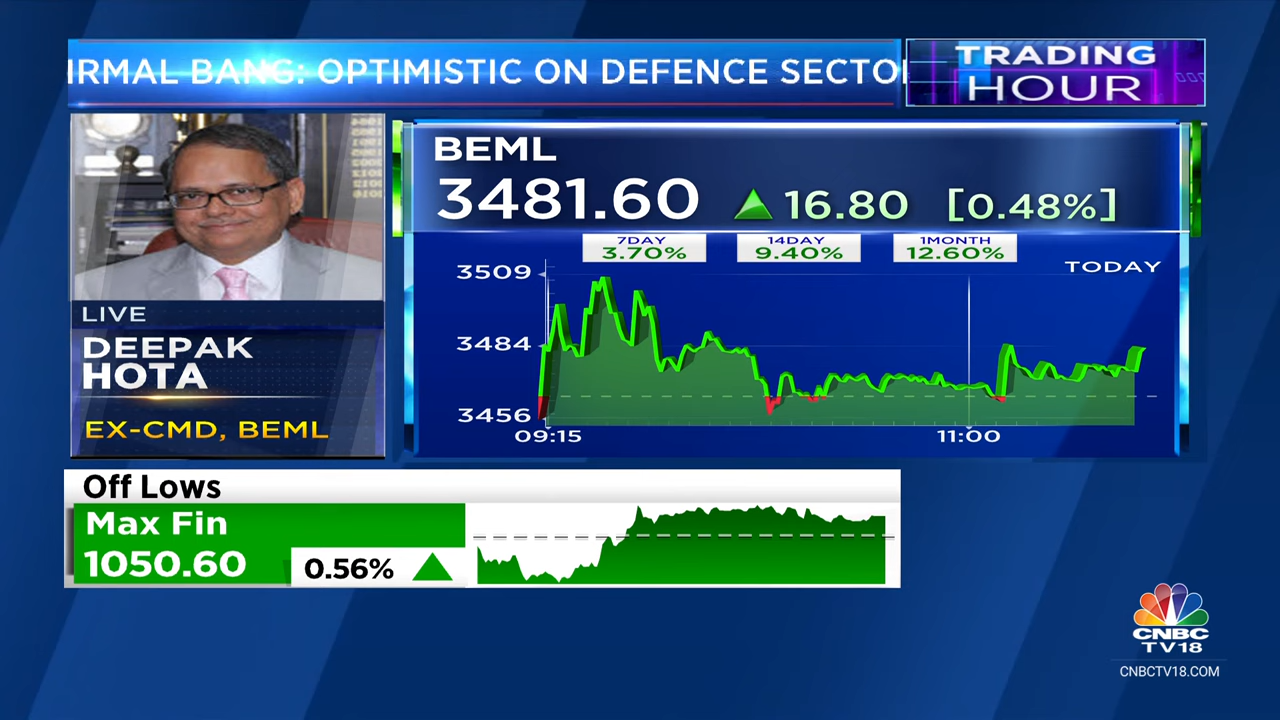 IRMAL BANG: OPTIMISTIC ON DEFENCE SECTO
TRADING
HOUR
BEML
3481.60 16.80 [0.48%]
7DAY 14DAY 1MONTH
3.70% 9.40% 12.60%
TODAY
3509
3484
3456
09:15 11:00
LIVE
DEEPAK
HOTA
EX-CMD, BEML
Off Lows
Max Fin
1050.60 0.56%
CNBC
TV18
CNBCTV18.COM